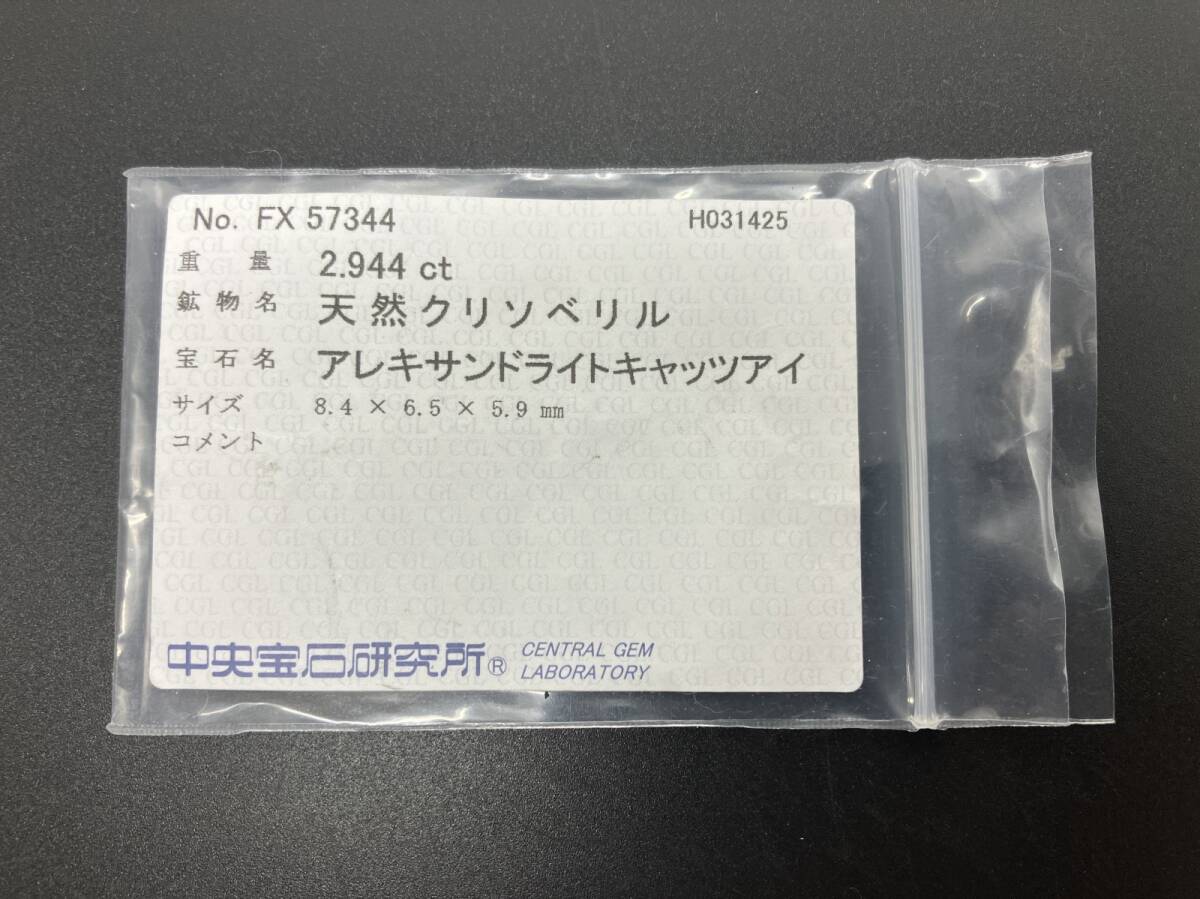 No. FX 57344 H031425
重量 2.944 ct
鉱物名 天然クリソベリル
宝石名 アレキサンドライトキャッツアイ
サイズ 8.4 × 6.5 × 5.9 mm
コメント
中央宝石研究所® CENTRAL GEM
LABORATORY